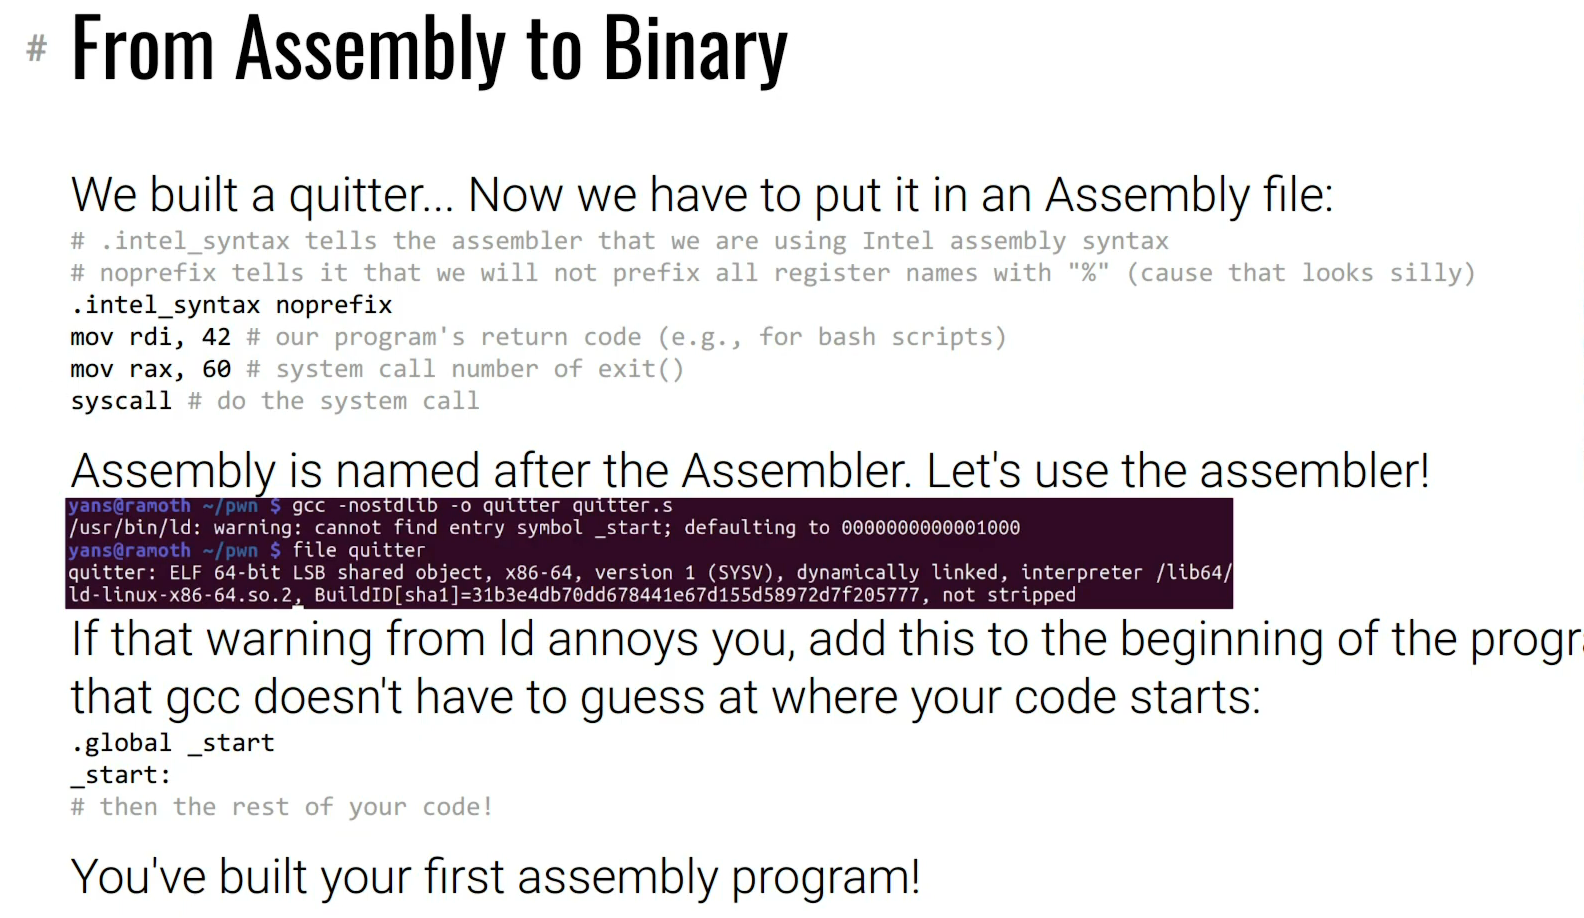 # From Assembly to Binary
We built a quitter... Now we have to put it in an Assembly file:
# .intel_syntax tells the assembler that we are using Intel assembly syntax
# noprefix tells it that we will not prefix all register names with "%" (cause that looks silly)
.intel_syntax noprefix
mov rdi, 42 # our program's return code (e.g., for bash scripts)
mov rax, 60 # system call number of exit()
syscall # do the system call
Assembly is named after the Assembler. Let's use the assembler!
yans@ramoth ~/pwn $ gcc -nostdlib -o quitter quitter.s
/usr/bin/ld: warning: cannot find entry symbol _start; defaulting to 0000000000001000
yans@ramoth ~/pwn $ file quitter
quitter: ELF 64-bit LSB shared object, x86-64, version 1 (SYSV), dynamically linked, interpreter /lib64/
ld-linux-x86-64.so.2, BuildID[sha1]=31b3e4db70dd678441e67d155d58972d7f205777, not stripped
If that warning from ld annoys you, add this to the beginning of the
that gcc doesn't have to guess at where your code starts:
.global _start
_start:
# then the rest of your code!
You've built your first assembly program!